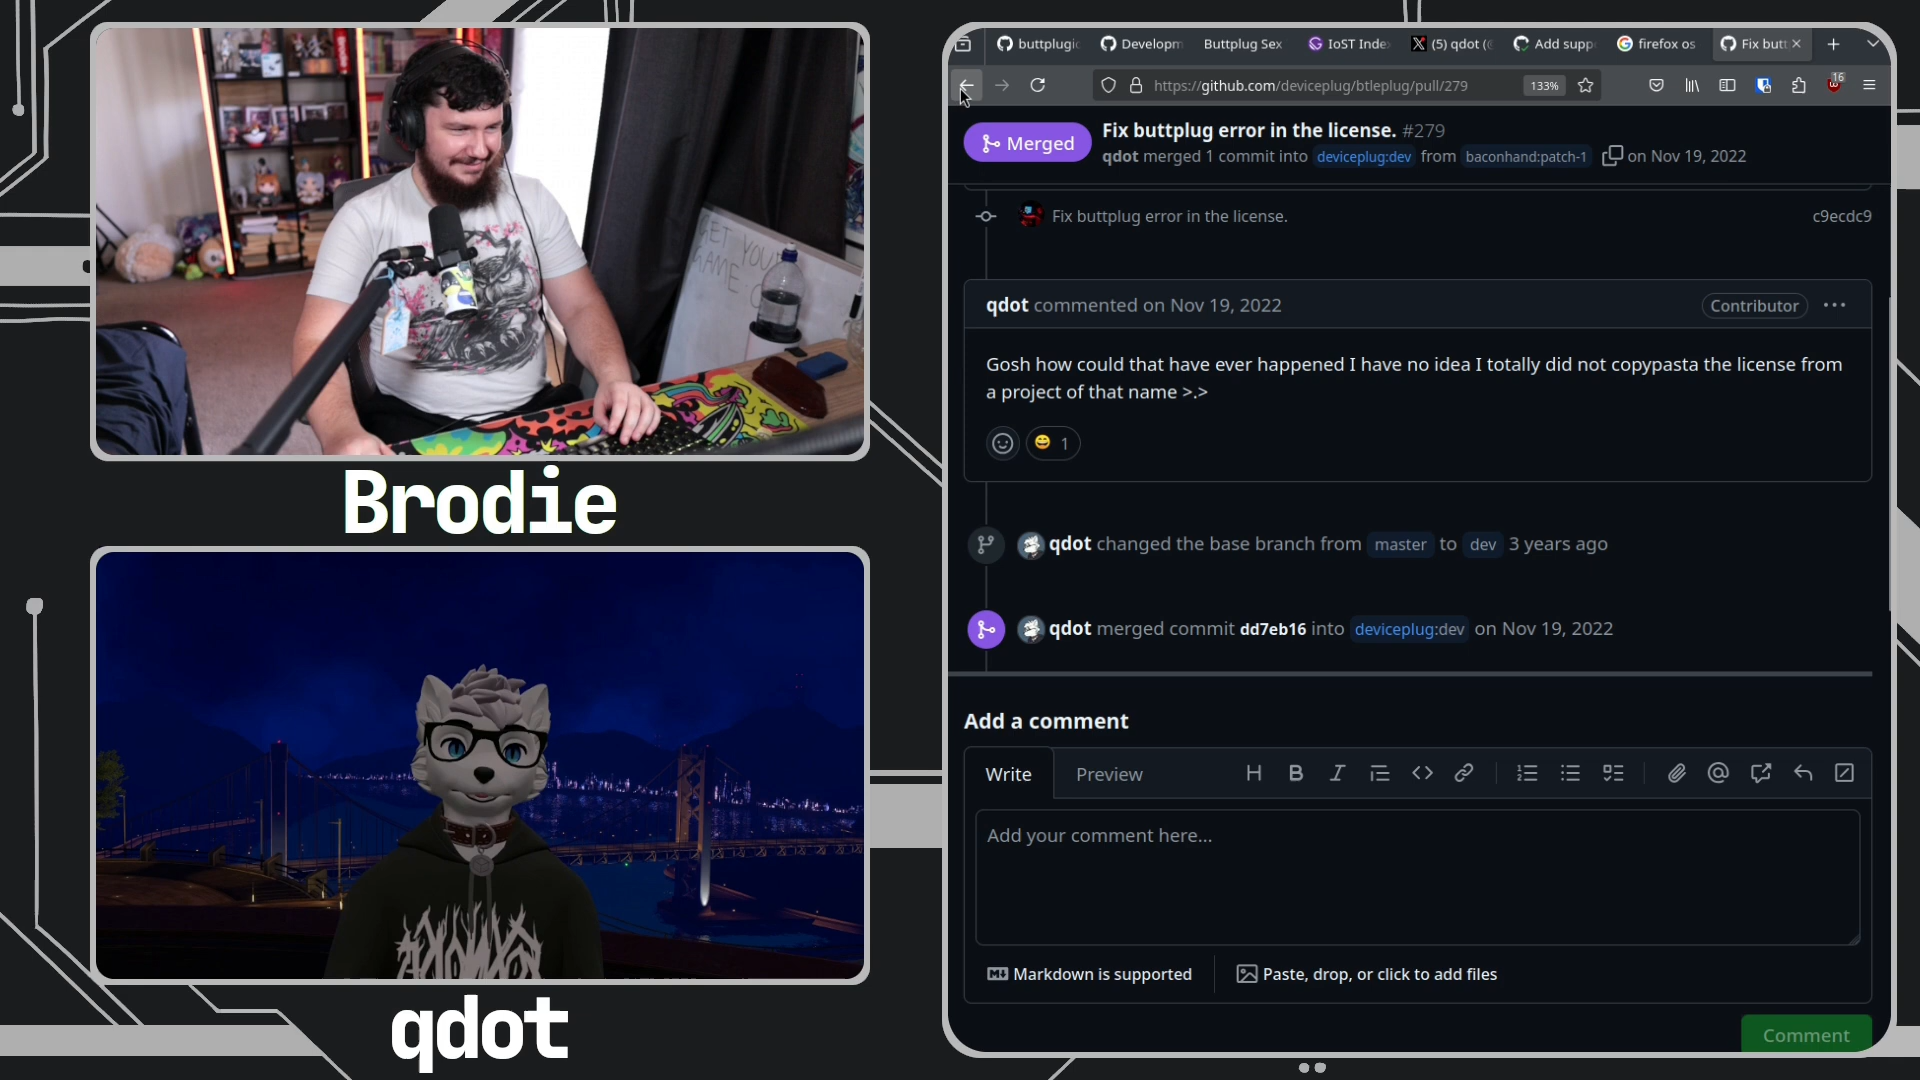 GET YOUR
GAME
Brodie
qdot
buttplugio
Developm
Buttplug Sex
IoST Inde
(5) qdot (@
Add supp
firefox os
Fix butt
https://github.com/deviceplug/btleplug/pull/279
133%
16
Merged
Fix buttplug error in the license. #279
qdot merged 1 commit into deviceplug:dev from baconhand:patch-1 on Nov 19, 2022
Fix buttplug error in the license.
c9ecdc9
qdot commented on Nov 19, 2022
Contributor
Gosh how could that have ever happened I have no idea I totally did not copypasta the license from
a project of that name >.>
1
qdot changed the base branch from master to dev 3 years ago
qdot merged commit dd7eb16 into deviceplug:dev on Nov 19, 2022
Add a comment
Write
Preview
Add your comment here...
Markdown is supported
Paste, drop, or click to add files
Comment